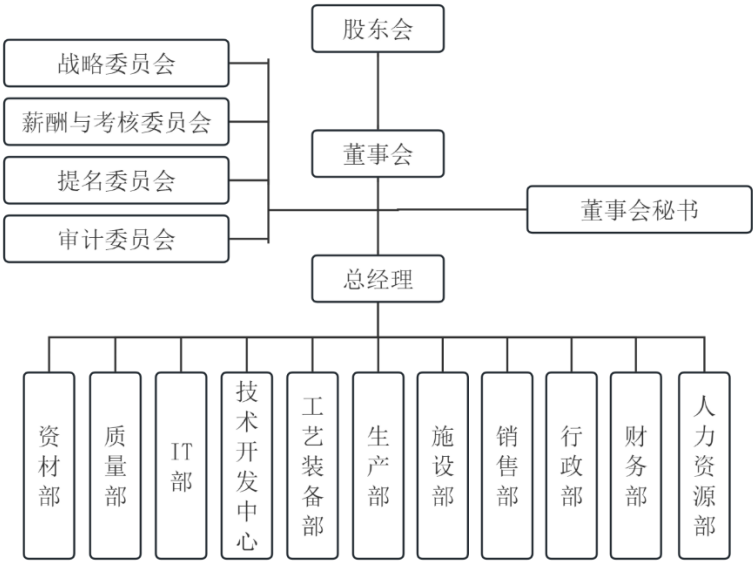 股东会
战略委员会
薪酬与考核委员会
董事会
提名委员会
董事会秘书
审计委员会
总经理
资材部
质量部
IT部
技术开发中心
工艺装备部
生产部
施设部
销售部
行政部
财务部
人力资源部